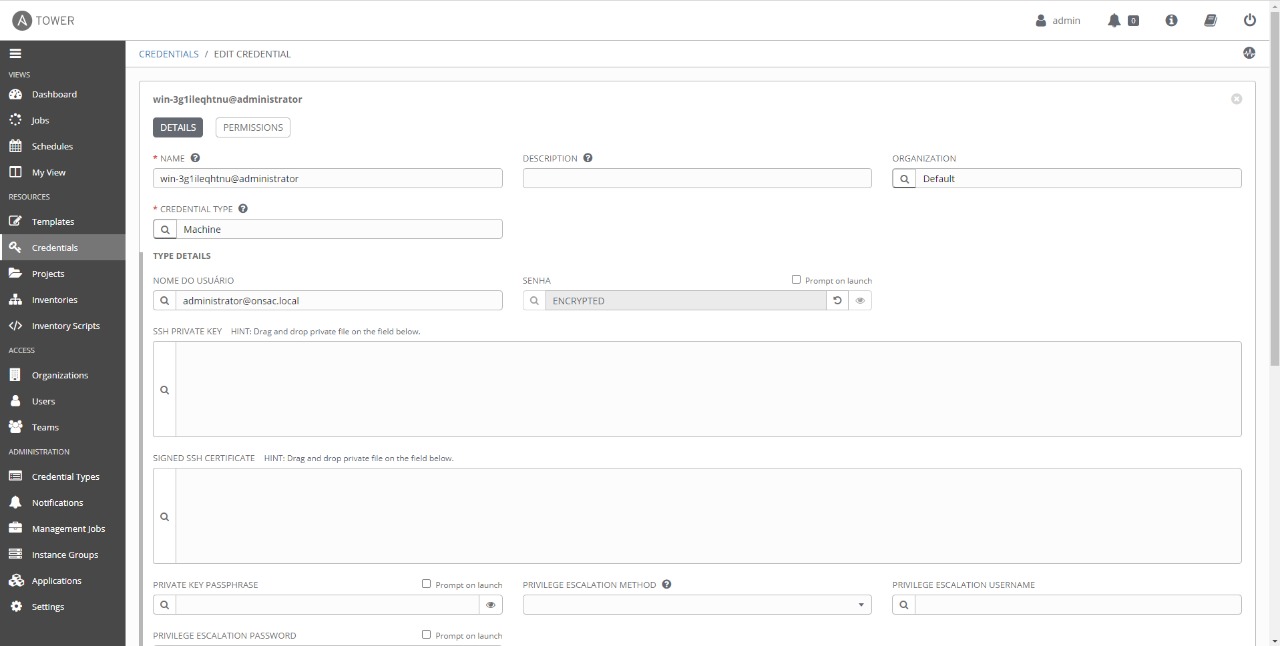 A TOWER
admin
0
CREDENTIALS / EDIT CREDENTIAL
VIEWS
Dashboard
Jobs
Schedules
My View
RESOURCES
Templates
Credentials
Projects
Inventories
Inventory Scripts
ACCESS
Organizations
Users
Teams
ADMINISTRATION
Credential Types
Notifications
Management Jobs
Instance Groups
Applications
Settings
win-3g1ileqhtnu@administrator
DETAILS PERMISSIONS
* NAME DESCRIPTION ORGANIZATION
win-3g1ileqhtnu@administrator Default
* CREDENTIAL TYPE
Machine
TYPE DETAILS
NOME DO USUÁRIO SENHA Prompt on launch
administrator@onsac.local ENCRYPTED
SSH PRIVATE KEY HINT: Drag and drop private file on the field below.
SIGNED SSH CERTIFICATE HINT: Drag and drop private file on the field below.
PRIVATE KEY PASSPHRASE Prompt on launch PRIVILEGE ESCALATION METHOD PRIVILEGE ESCALATION USERNAME
PRIVILEGE ESCALATION PASSWORD Prompt on launch